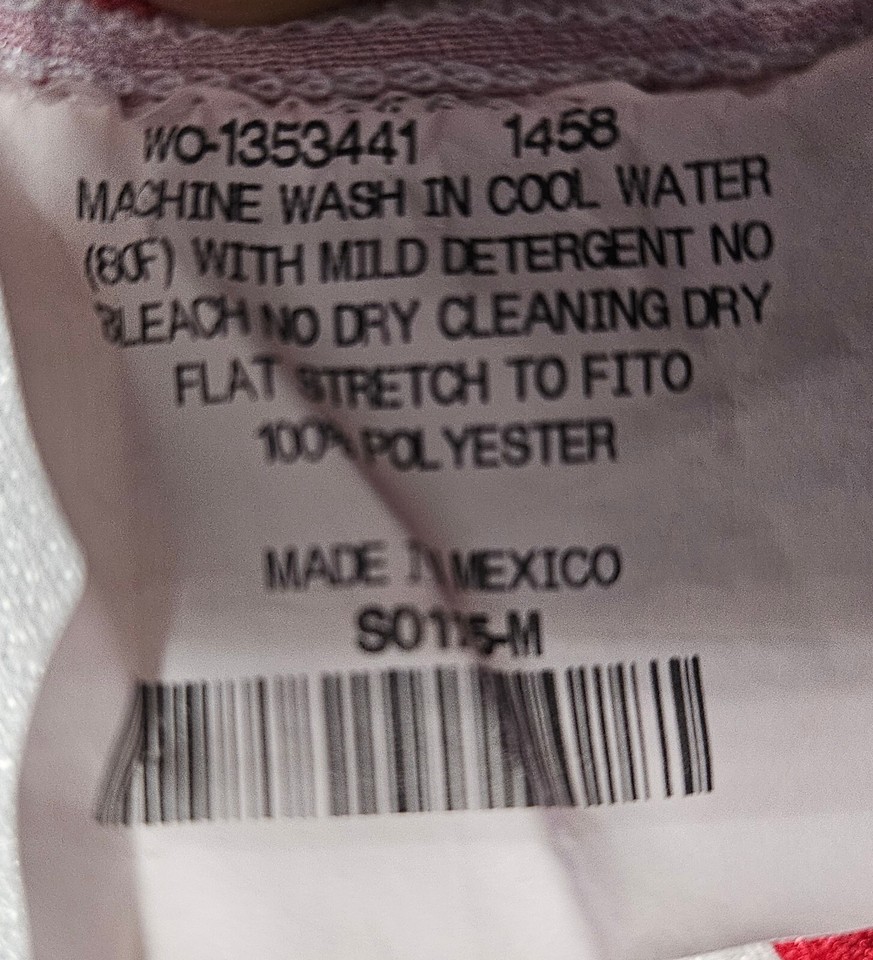 WO-1353441 1458
MACHINE WASH IN COOL WATER
(80F) WITH MILD DETERGENT NO
BLEACH NO DRY CLEANING DRY
FLAT STRETCH TO FITO
100% POLYESTER
MADE IN MEXICO